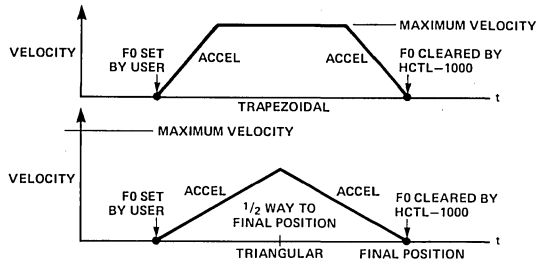 MAXIMUM VELOCITY
VELOCITY
F0 SET
BY USER
ACCEL
ACCEL
F0 CLEARED BY
HCTL-1000
t
TRAPEZOIDAL
MAXIMUM VELOCITY
VELOCITY
F0 SET
BY USER
ACCEL
1/2 WAY TO
FINAL POSITION
ACCEL
F0 CLEARED BY
HCTL-1000
t
TRIANGULAR
FINAL POSITION